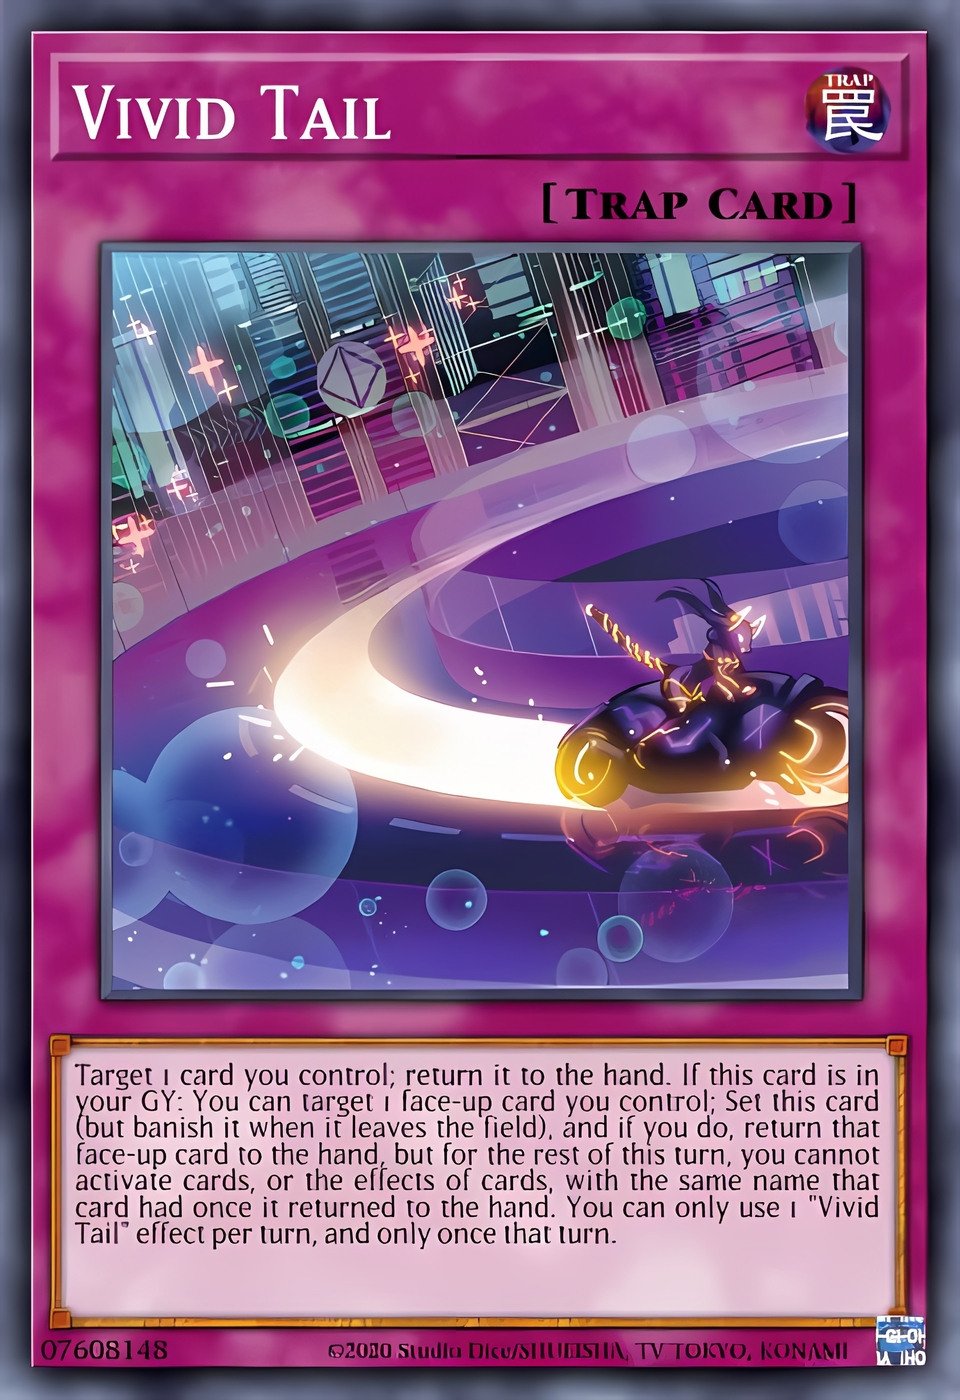 VIVID TAIL
TRAP
罠
[TRAP CARD]
Target 1 card you control; return it to the hand. If this card is in
your GY: You can target 1 face-up card you control; Set this card
(but banish it when it leaves the field), and if you do, return that
face-up card to the hand, but for the rest of this turn, you cannot
activate cards, or the effects of cards, with the same name that
card had once it returned to the hand. You can only use 1 "Vivid
Tail" effect per turn, and only once that turn.
07608148
©2020 Studio Dice/SHUEISHA, TV TOKYO, KONAMI